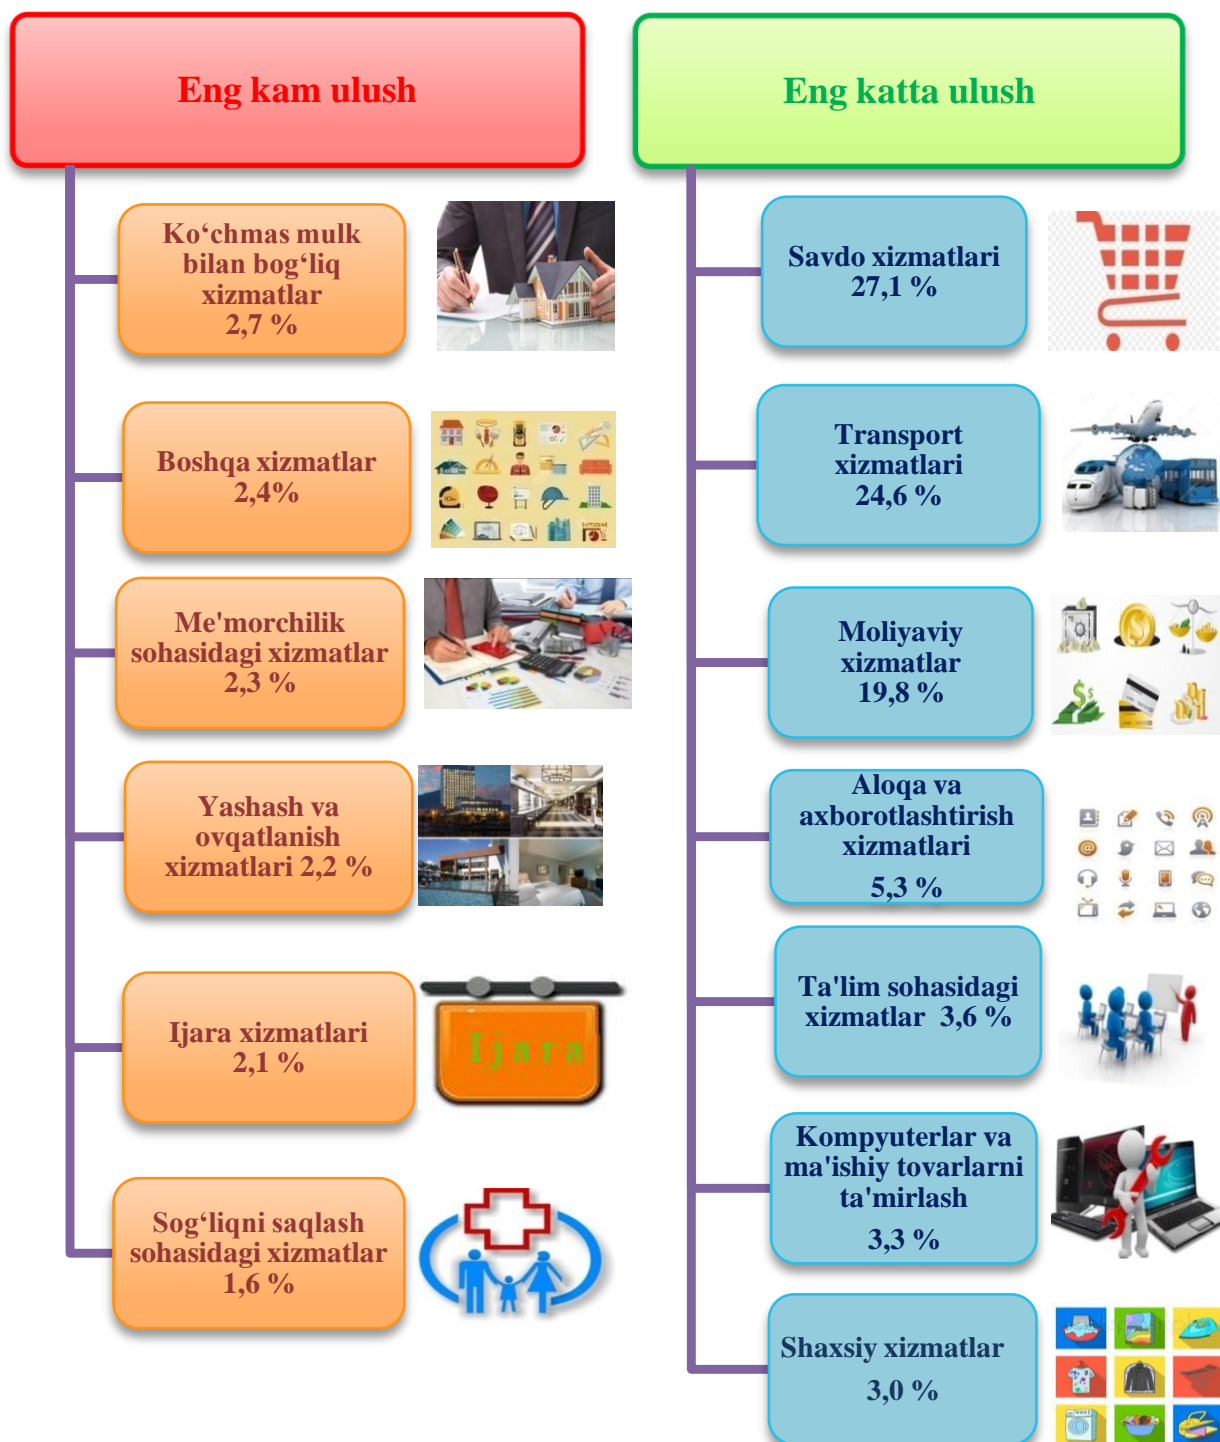 Eng kam ulush
Ko‘chmas mulk
bilan bog‘liq
xizmatlar
2,7 %
Boshqa xizmatlar
2,4%
Me'morchilik
sohasidagi xizmatlar
2,3 %
Yashash va
ovqatlanish
xizmatlari 2,2 %
Ijara xizmatlari
2,1 %
Ijara
Sog‘liqni saqlash
sohasidagi xizmatlar
1,6 %
Eng katta ulush
Savdo xizmatlari
27,1 %
Transport
xizmatlari
24,6 %
Moliyaviy
xizmatlar
19,8 %
Aloqa va
axborotlashtirish
xizmatlari
5,3 %
Ta'lim sohasidagi
xizmatlar 3,6 %
Kompyuterlar va
ma'ishiy tovarlarni
ta'mirlash
3,3 %
Shaxsiy xizmatlar
3,0 %